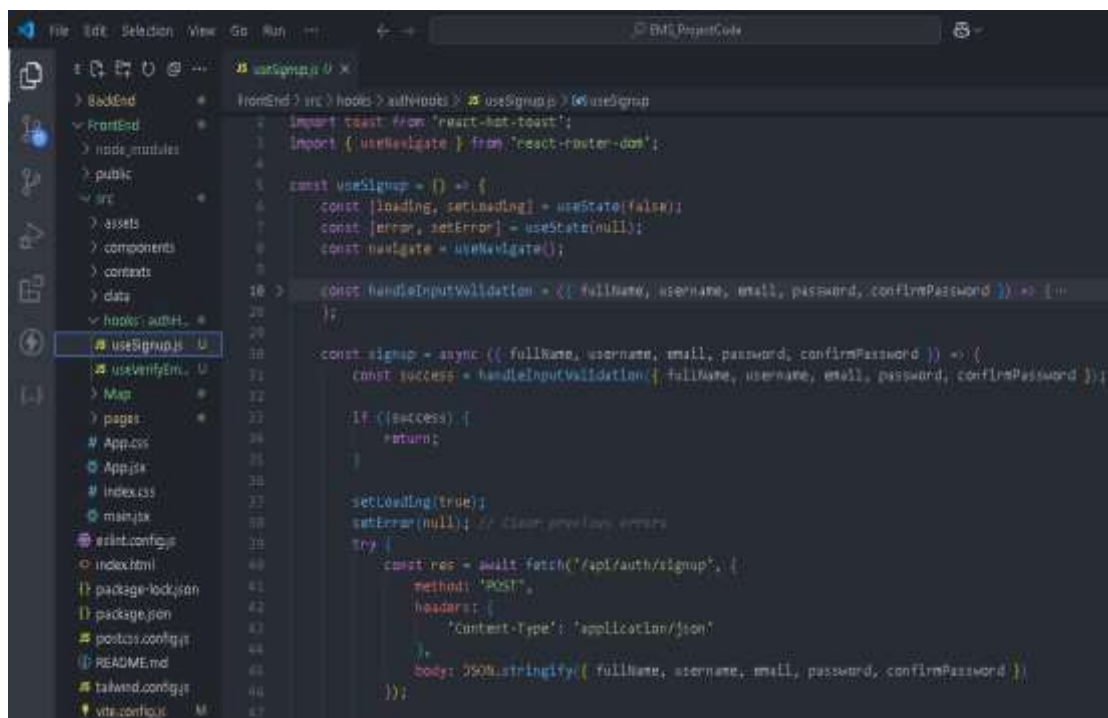 File Edit Selection View Go Run ···
EMS_ProjectCode
JS useSignup.js U ×
FrontEnd > src > hooks > authHooks > JS useSignup.js > useSignup
> BackEnd
FrontEnd
> node_modules
> public
src
> assets
> components
> contexts
> data
hooks \ authH...
JS useSignup.js U
JS useVerifyEm... U
> Map
> pages
# App.css
App.jsx
# index.css
main.jsx
eslint.config.js
<> index.html
{} package-lock.json
{} package.json
JS postcss.config.js
README.md
JS tailwind.config.js
vite.config.js M
2 import toast from 'react-hot-toast';
3 import { useNavigate } from 'react-router-dom';
4
5 const useSignup = () => {
6 const [loading, setLoading] = useState(false);
7 const [error, setError] = useState(null);
8 const navigate = useNavigate();
9
10 > const handleInputValidation = ({ fullName, username, email, password, confirmPassword }) => {···
28 };
29
30 const signup = async ({ fullName, username, email, password, confirmPassword }) => {
31 const success = handleInputValidation({ fullName, username, email, password, confirmPassword });
32
33 if (!success) {
34 return;
35 }
36
37 setLoading(true);
38 setError(null); // Clear previous errors
39 try {
40 const res = await fetch("/api/auth/signup", {
41 method: "POST",
42 headers: {
43 'Content-Type': 'application/json'
44 },
45 body: JSON.stringify({ fullName, username, email, password, confirmPassword })
46 });
47